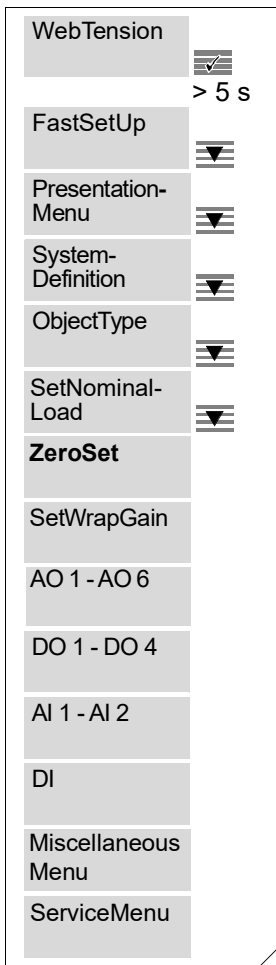 WebTension
> 5 s
FastSetUp
Presentation-
Menu
System-
Definition
ObjectType
SetNominal-
Load
ZeroSet
SetWrapGain
AO 1 - AO 6
DO 1 - DO 4
AI 1 - AI 2
DI
Miscellaneous
Menu
ServiceMenu